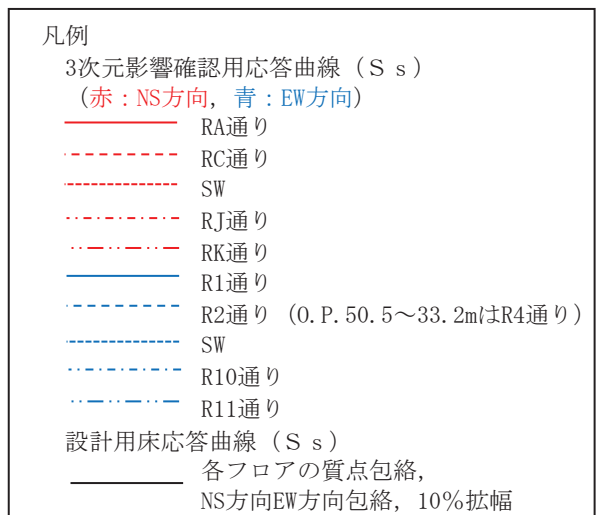 凡例
3次元影響確認用応答曲線（Ｓｓ）
（赤：NS方向，青：EW方向）
RA通り
RC通り
SW
RJ通り
RK通り
R1通り
R2通り（O.P.50.5～33.2mはR4通り）
SW
R10通り
R11通り
設計用床応答曲線（Ｓｓ）
各フロアの質点包絡，
NS方向EW方向包絡，10％拡幅